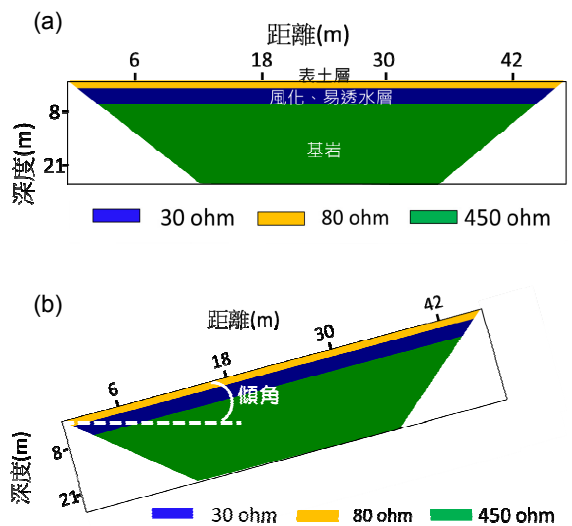 (a)
距離(m)
6 18 30 42
表土層
風化、易透水層
8
基岩
21
深度(m)
30 ohm 80 ohm 450 ohm
(b)
距離(m)
6 18 30 42
傾角
8
21
深度(m)
30 ohm 80 ohm 450 ohm